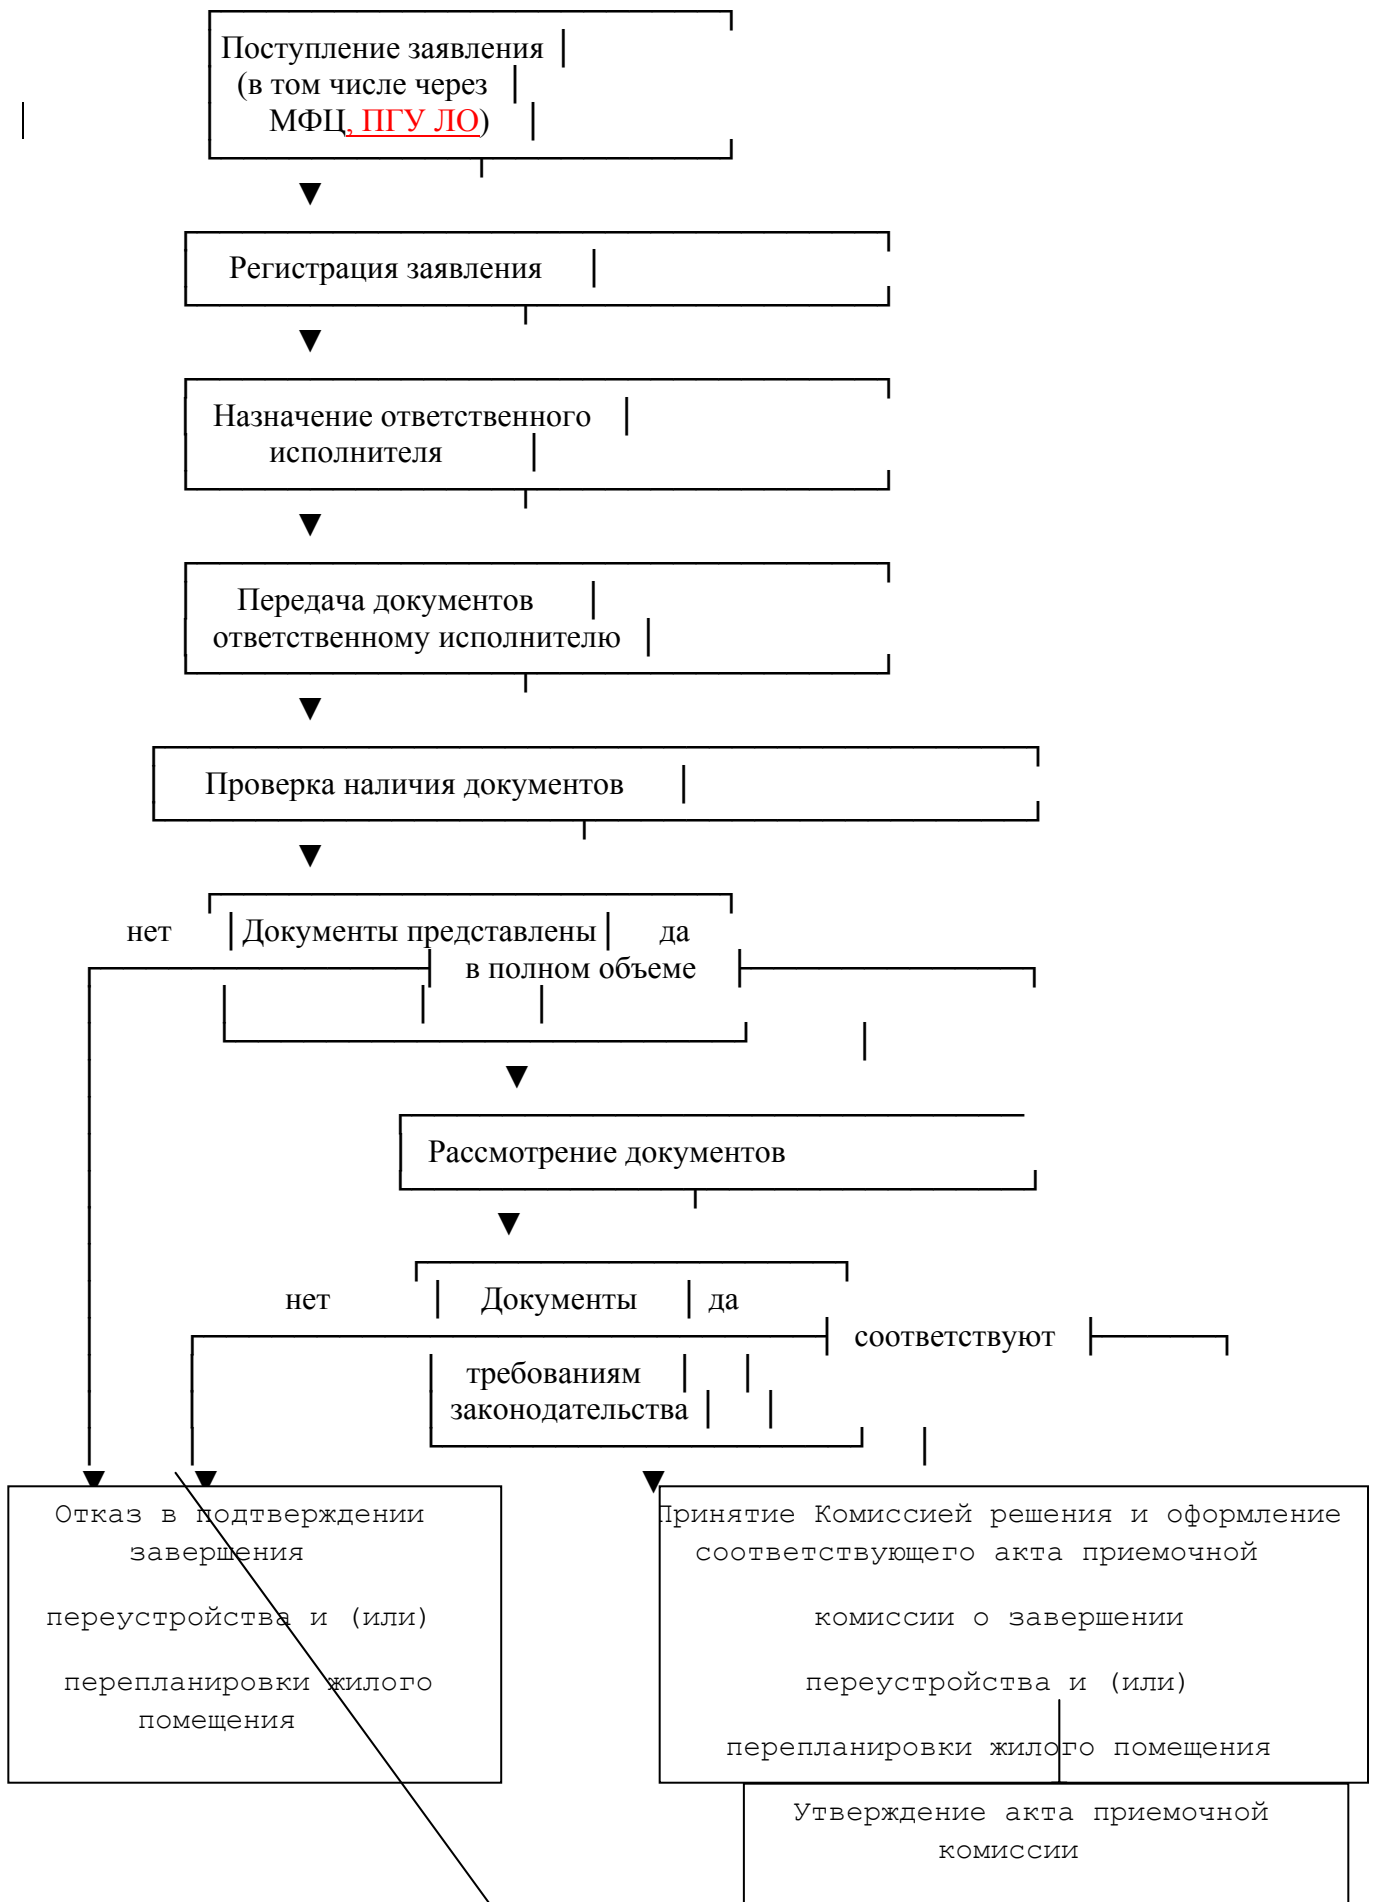 Поступление заявления
(в том числе через
МФЦ, ПГУ ЛО)
Регистрация заявления
Назначение ответственного
исполнителя
Передача документов
ответственному исполнителю
Проверка наличия документов
нет Документы представлены да
в полном объеме
Рассмотрение документов
нет Документы да
соответствуют
требованиям
законодательства
Отказ в подтверждении
завершения
переустройства и (или)
перепланировки жилого
помещения
Принятие Комиссией решения и оформление
соответствующего акта приемочной
комиссии о завершении
переустройства и (или)
перепланировки жилого помещения
Утверждение акта приемочной
комиссии